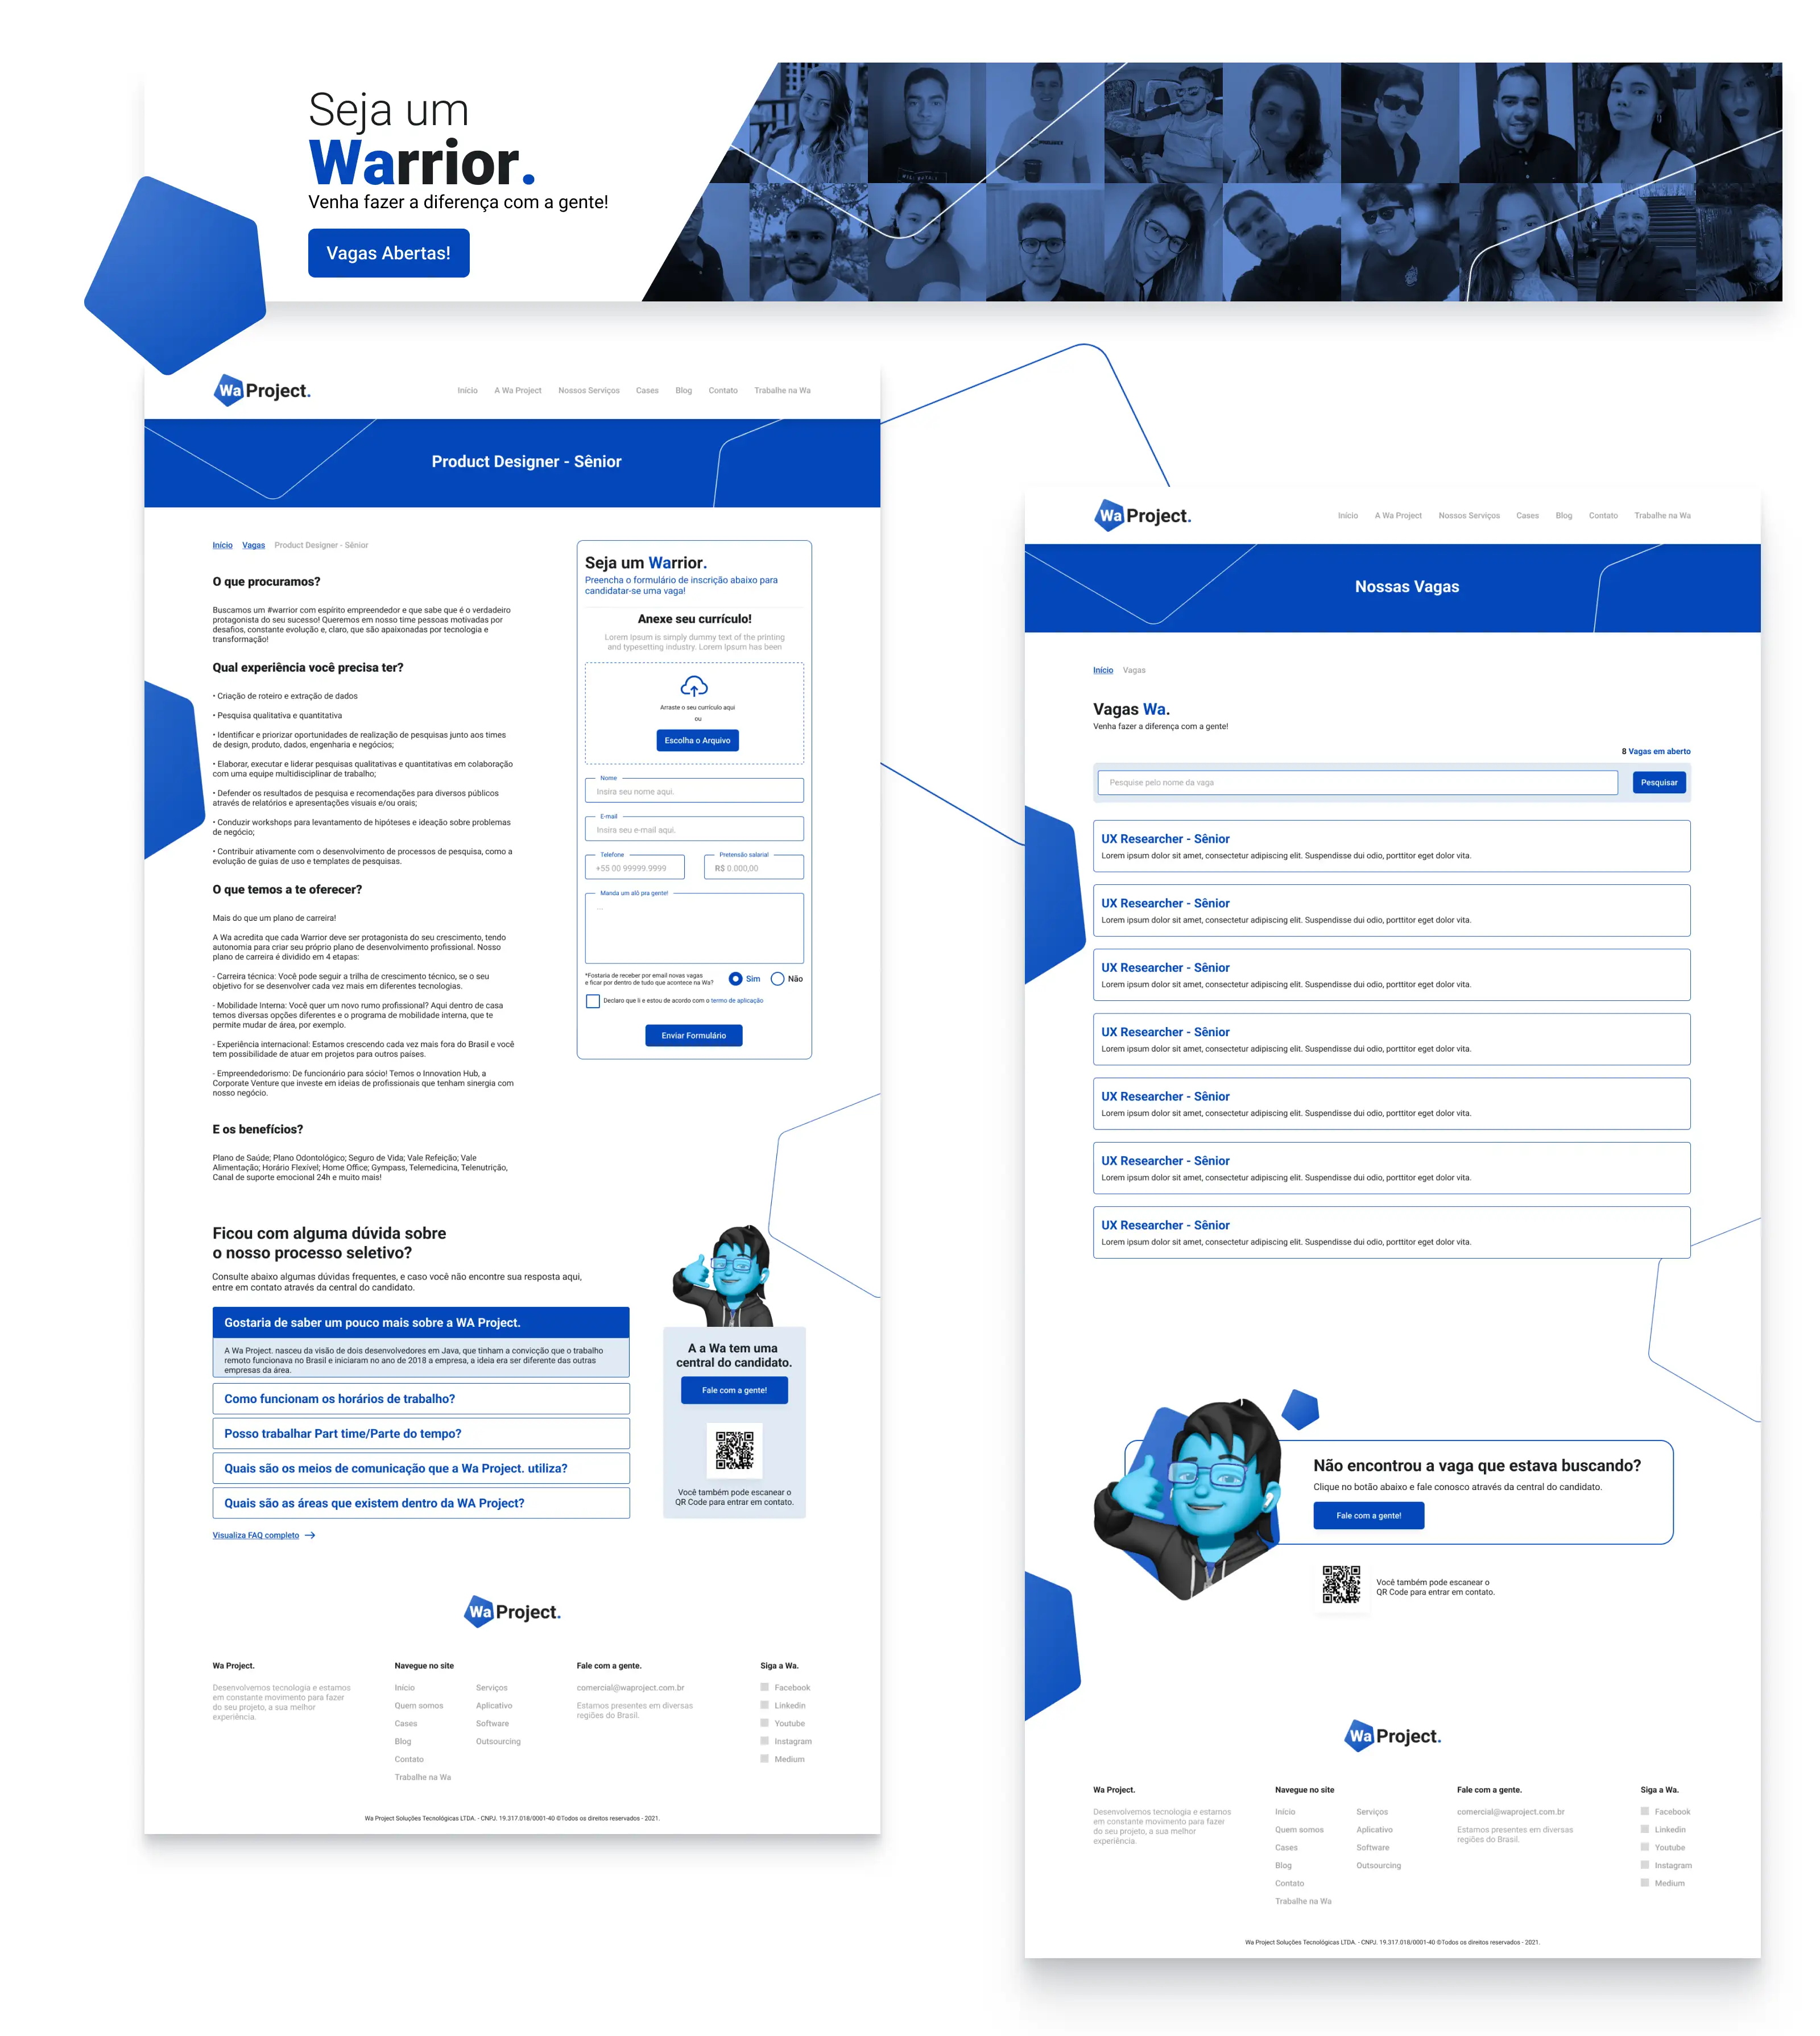 Seja um
Warrior.
Venha fazer a diferença com a gente!
Vagas Abertas!
Wa Project.
Início A Wa Project Nossos Serviços Cases Blog Contato Trabalhe na Wa
Product Designer - Sênior
Início Vagas Product Designer - Sênior
O que procuramos?
Buscamos um #warrior com espírito empreendedor e que sabe que é o verdadeiro
protagonista do seu sucesso! Queremos em nosso time pessoas motivadas por
desafios, constante evolução e, claro, que são apaixonadas por tecnologia e
transformação!
Qual experiência você precisa ter?
• Criação de roteiro e extração de dados
• Pesquisa qualitativa e quantitativa
• Identificar e priorizar oportunidades de realização de pesquisas junto aos times
de design, produto, dados, engenharia e negócios;
• Elaborar, executar e liderar pesquisas qualitativas e quantitativas em colaboração
com uma equipe multidisciplinar de trabalho;
• Defender os resultados de pesquisa e recomendações para diversos públicos
através de relatórios e apresentações visuais e/ou orais;
• Conduzir workshops para levantamento de hipóteses e ideação sobre problemas
de negócio;
• Contribuir ativamente com o desenvolvimento de processos de pesquisa, como a
evolução de guias de uso e templates de pesquisas.
O que temos a te oferecer?
Mais do que um plano de carreira!
A Wa acredita que cada Warrior deve ser protagonista do seu crescimento, tendo
autonomia para criar seu próprio plano de desenvolvimento profissional. Nosso
plano de carreira é dividido em 4 etapas:
- Carreira técnica: Você pode seguir a trilha de crescimento técnico, se o seu
objetivo for se desenvolver cada vez mais em diferentes tecnologias.
- Mobilidade Interna: Você quer um novo rumo profissional? Aqui dentro de casa
temos diversas opções diferentes e o programa de mobilidade interna, que te
permite mudar de área, por exemplo.
- Experiência internacional: Estamos crescendo cada vez mais fora do Brasil e você
tem possibilidade de atuar em projetos para outros países.
- Empreendedorismo: De funcionário para sócio! Temos o Innovation Hub, a
Corporate Venture que investe em ideias de profissionais que tenham sinergia com
nosso negócio.
E os benefícios?
Plano de Saúde; Plano Odontológico; Seguro de Vida; Vale Refeição; Vale
Alimentação; Horário Flexível; Home Office; Gympass, Telemedicina, Telenutrição,
Canal de suporte emocional 24h e muito mais!
Seja um Warrior.
Preencha o formulário de inscrição abaixo para
candidatar-se uma vaga!
Anexe seu currículo!
Lorem Ipsum is simply dummy text of the printing
and typesetting industry. Lorem Ipsum has been
Arraste o seu currículo aqui
ou
Escolha o Arquivo
Nome
Insira seu nome aqui.
E-mail
Insira seu e-mail aqui.
Telefone
+55 00 99999.9999
Pretensão salarial
R$ 0.000,00
Manda um alô pra gente!
...
*Fostaria de receber por email novas vagas
e ficar por dentro de tudo que acontece na Wa?
Sim Não
Declaro que li e estou de acordo com o termo de aplicação
Enviar Formulário
Ficou com alguma dúvida sobre
o nosso processo seletivo?
Consulte abaixo algumas dúvidas frequentes, e caso você não encontre sua resposta aqui,
entre em contato através da central do candidato.
Gostaria de saber um pouco mais sobre a WA Project.
A Wa Project. nasceu da visão de dois desenvolvedores em Java, que tinham a convicção que o trabalho
remoto funcionava no Brasil e iniciaram no ano de 2018 a empresa, a ideia era ser diferente das outras
empresas da área.
Como funcionam os horários de trabalho?
Posso trabalhar Part time/Parte do tempo?
Quais são os meios de comunicação que a Wa Project. utiliza?
Quais são as áreas que existem dentro da WA Project?
Visualiza FAQ completo
A a Wa tem uma
central do candidato.
Fale com a gente!
Você também pode escanear o
QR Code para entrar em contato.
Wa Project.
Wa Project.
Desenvolvemos tecnologia e estamos
em constante movimento para fazer
do seu projeto, a sua melhor
experiência.
Navegue no site
Início
Quem somos
Cases
Blog
Contato
Trabalhe na Wa
Serviços
Aplicativo
Software
Outsourcing
Fale com a gente.
comercial@waproject.com.br
Estamos presentes em diversas
regiões do Brasil.
Siga a Wa.
Facebook
Linkedin
Youtube
Instagram
Medium
Wa Project Soluções Tecnológicas LTDA. - CNPJ. 19.317.018/0001-40 ©Todos os direitos reservados - 2021.
Wa Project.
Início A Wa Project Nossos Serviços Cases Blog Contato Trabalhe na Wa
Nossas Vagas
Início Vagas
Vagas Wa.
Venha fazer a diferença com a gente!
8 Vagas em aberto
Pesquise pelo nome da vaga
Pesquisar
UX Researcher - Sênior
Lorem ipsum dolor sit amet, consectetur adipiscing elit. Suspendisse dui odio, porttitor eget dolor vita.
UX Researcher - Sênior
Lorem ipsum dolor sit amet, consectetur adipiscing elit. Suspendisse dui odio, porttitor eget dolor vita.
UX Researcher - Sênior
Lorem ipsum dolor sit amet, consectetur adipiscing elit. Suspendisse dui odio, porttitor eget dolor vita.
UX Researcher - Sênior
Lorem ipsum dolor sit amet, consectetur adipiscing elit. Suspendisse dui odio, porttitor eget dolor vita.
UX Researcher - Sênior
Lorem ipsum dolor sit amet, consectetur adipiscing elit. Suspendisse dui odio, porttitor eget dolor vita.
UX Researcher - Sênior
Lorem ipsum dolor sit amet, consectetur adipiscing elit. Suspendisse dui odio, porttitor eget dolor vita.
UX Researcher - Sênior
Lorem ipsum dolor sit amet, consectetur adipiscing elit. Suspendisse dui odio, porttitor eget dolor vita.
Não encontrou a vaga que estava buscando?
Clique no botão abaixo e fale conosco através da central do candidato.
Fale com a gente!
Você também pode escanear o
QR Code para entrar em contato.
Wa Project.
Wa Project.
Desenvolvemos tecnologia e estamos
em constante movimento para fazer
do seu projeto, a sua melhor
experiência.
Navegue no site
Início
Quem somos
Cases
Blog
Contato
Trabalhe na Wa
Serviços
Aplicativo
Software
Outsourcing
Fale com a gente.
comercial@waproject.com.br
Estamos presentes em diversas
regiões do Brasil.
Siga a Wa.
Facebook
Linkedin
Youtube
Instagram
Medium
Wa Project Soluções Tecnológicas LTDA. - CNPJ. 19.317.018/0001-40 ©Todos os direitos reservados - 2021.